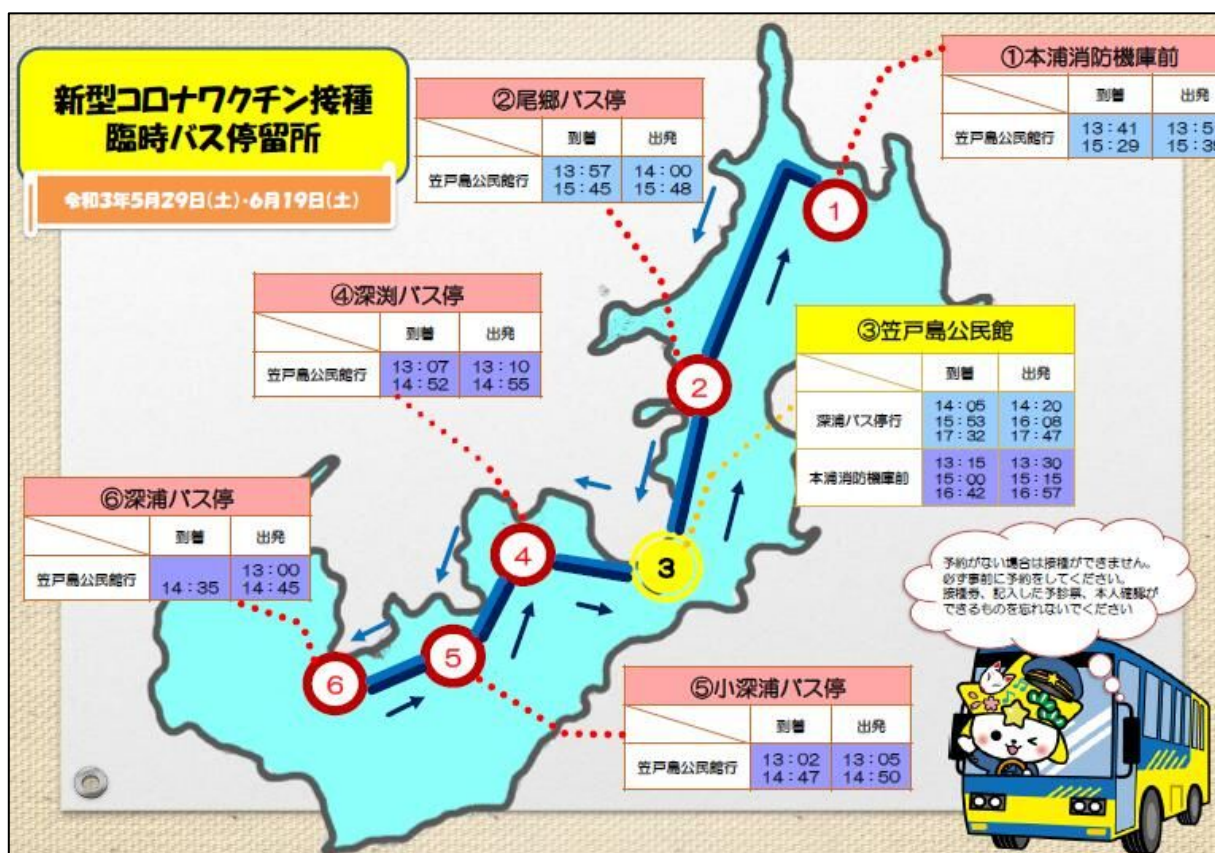 新型コロナワクチン接種
臨時バス停留所
令和3年5月29日(土)・6月19日(土)
①本浦消防機庫前
到着 出発
笠戸島公民館行
13:41 13:5
15:29 15:3
②尾郷バス停
到着 出発
笠戸島公民館行
13:57 14:00
15:45 15:48
①
②
④深渕バス停
到着 出発
笠戸島公民館行
13:07 13:10
14:52 14:55
③笠戸島公民館
到着 出発
深浦バス停行
14:05 14:20
15:53 16:08
17:32 17:47
本浦消防機庫前
13:15 13:30
15:00 15:15
16:42 16:57
⑥深浦バス停
到着 出発
笠戸島公民館行
13:00
14:35 14:45
④
③
⑤
⑥
⑤小深浦バス停
到着 出発
笠戸島公民館行
13:02 13:05
14:47 14:50
予約がない場合は接種ができません。
必ず事前に予約をしてください。
接種券、記入した予診票、本人確認が
できるものを忘れないでください